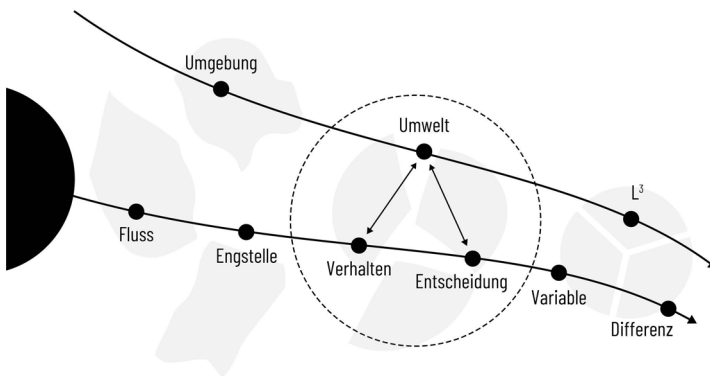 Umgebung
Umwelt
L³
Fluss
Engstelle
Verhalten
Entscheidung
Variable
Differenz